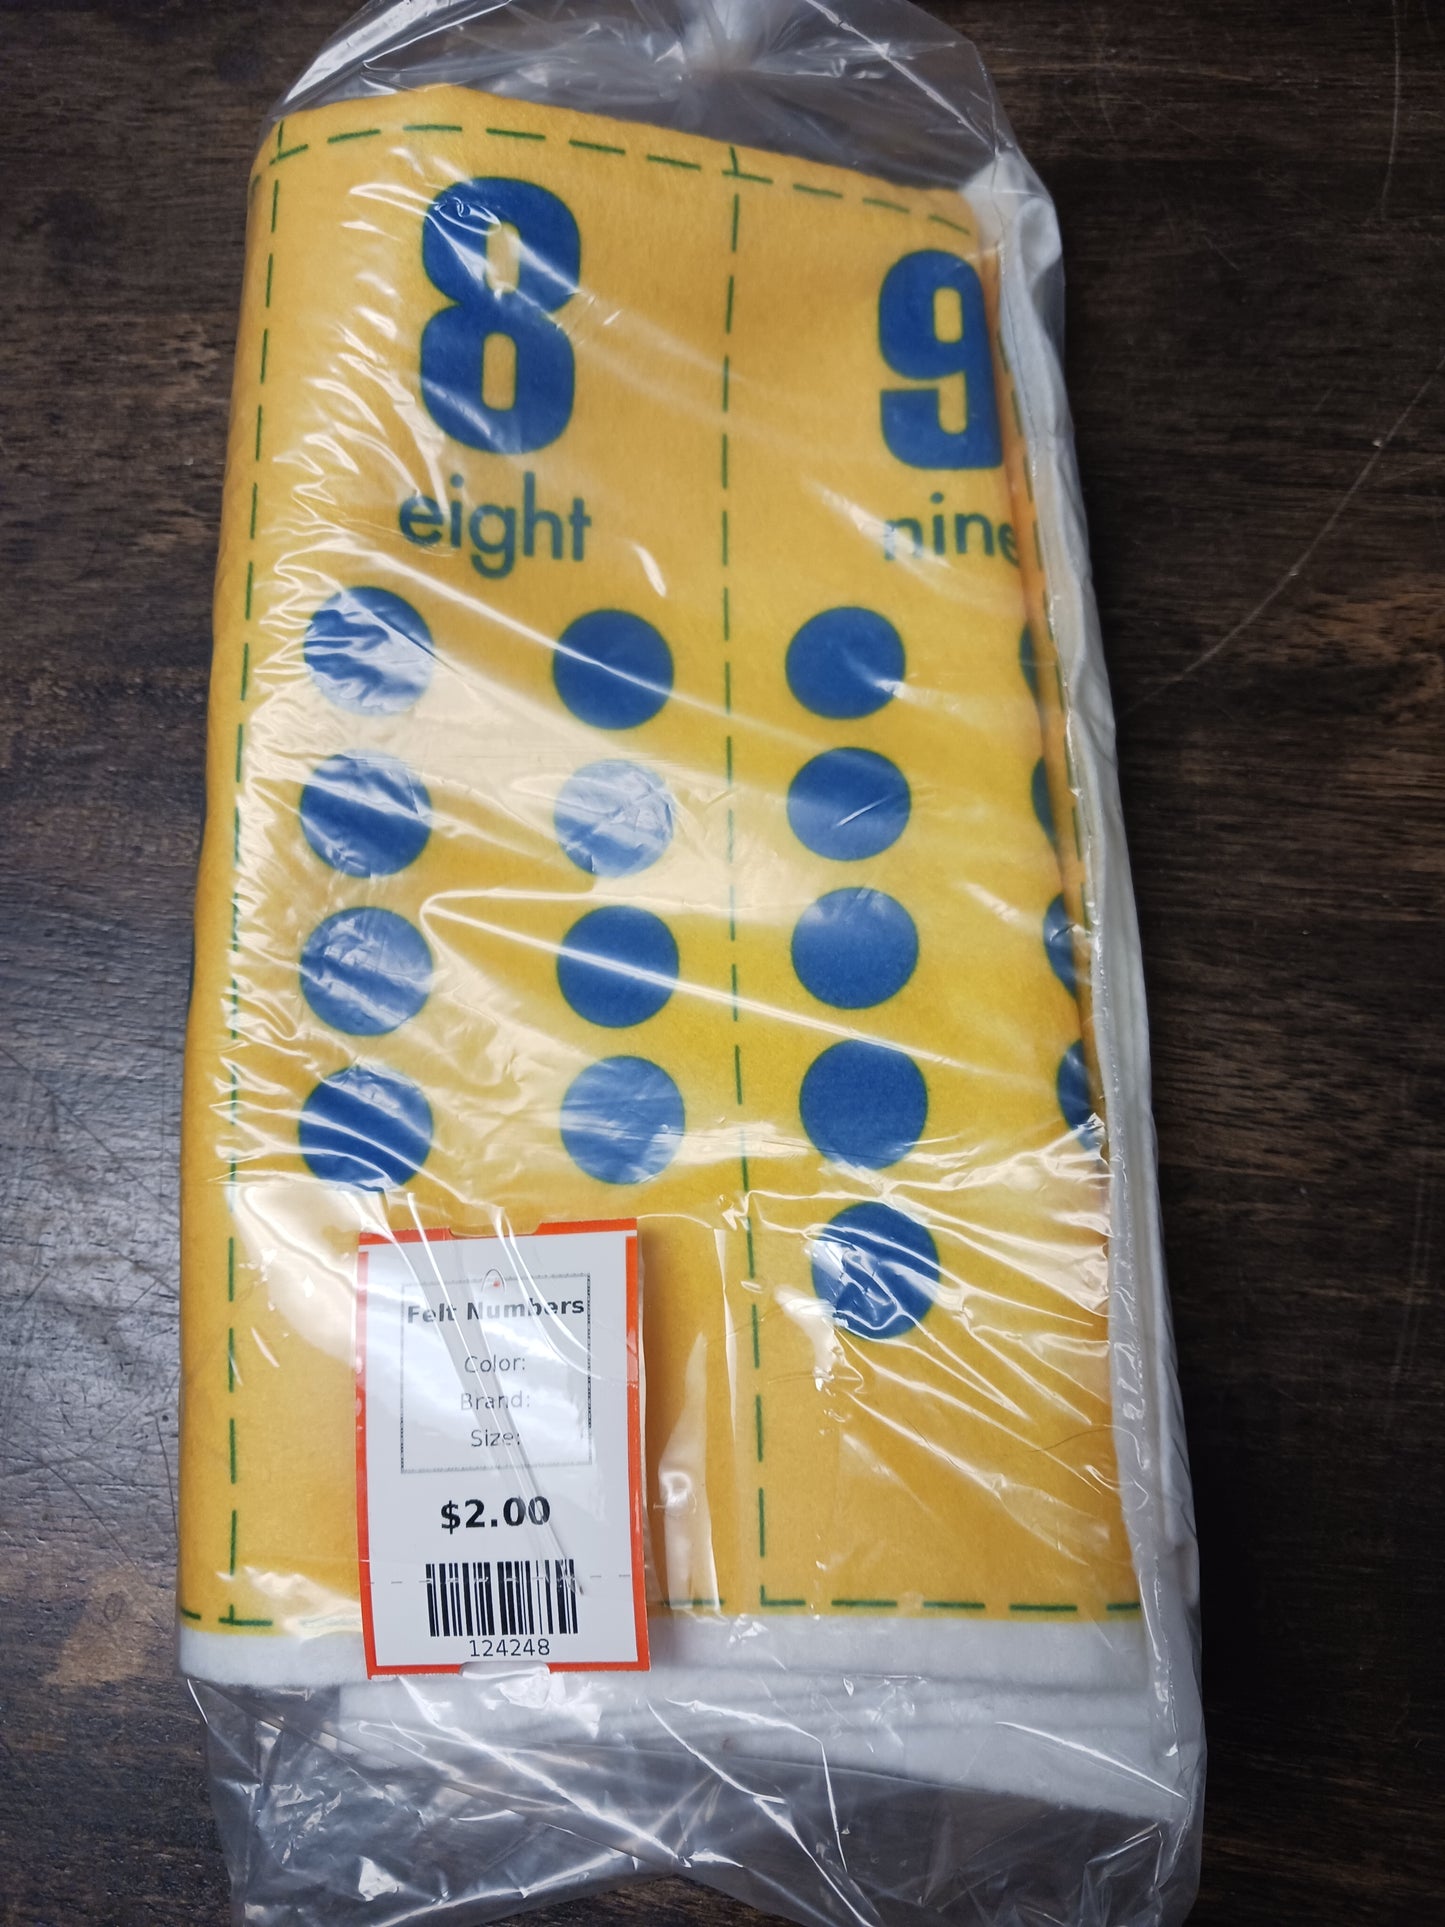 8
eight
9
nine
Felt Numbers
Color:
Brand:
Size:
$2.00
124248